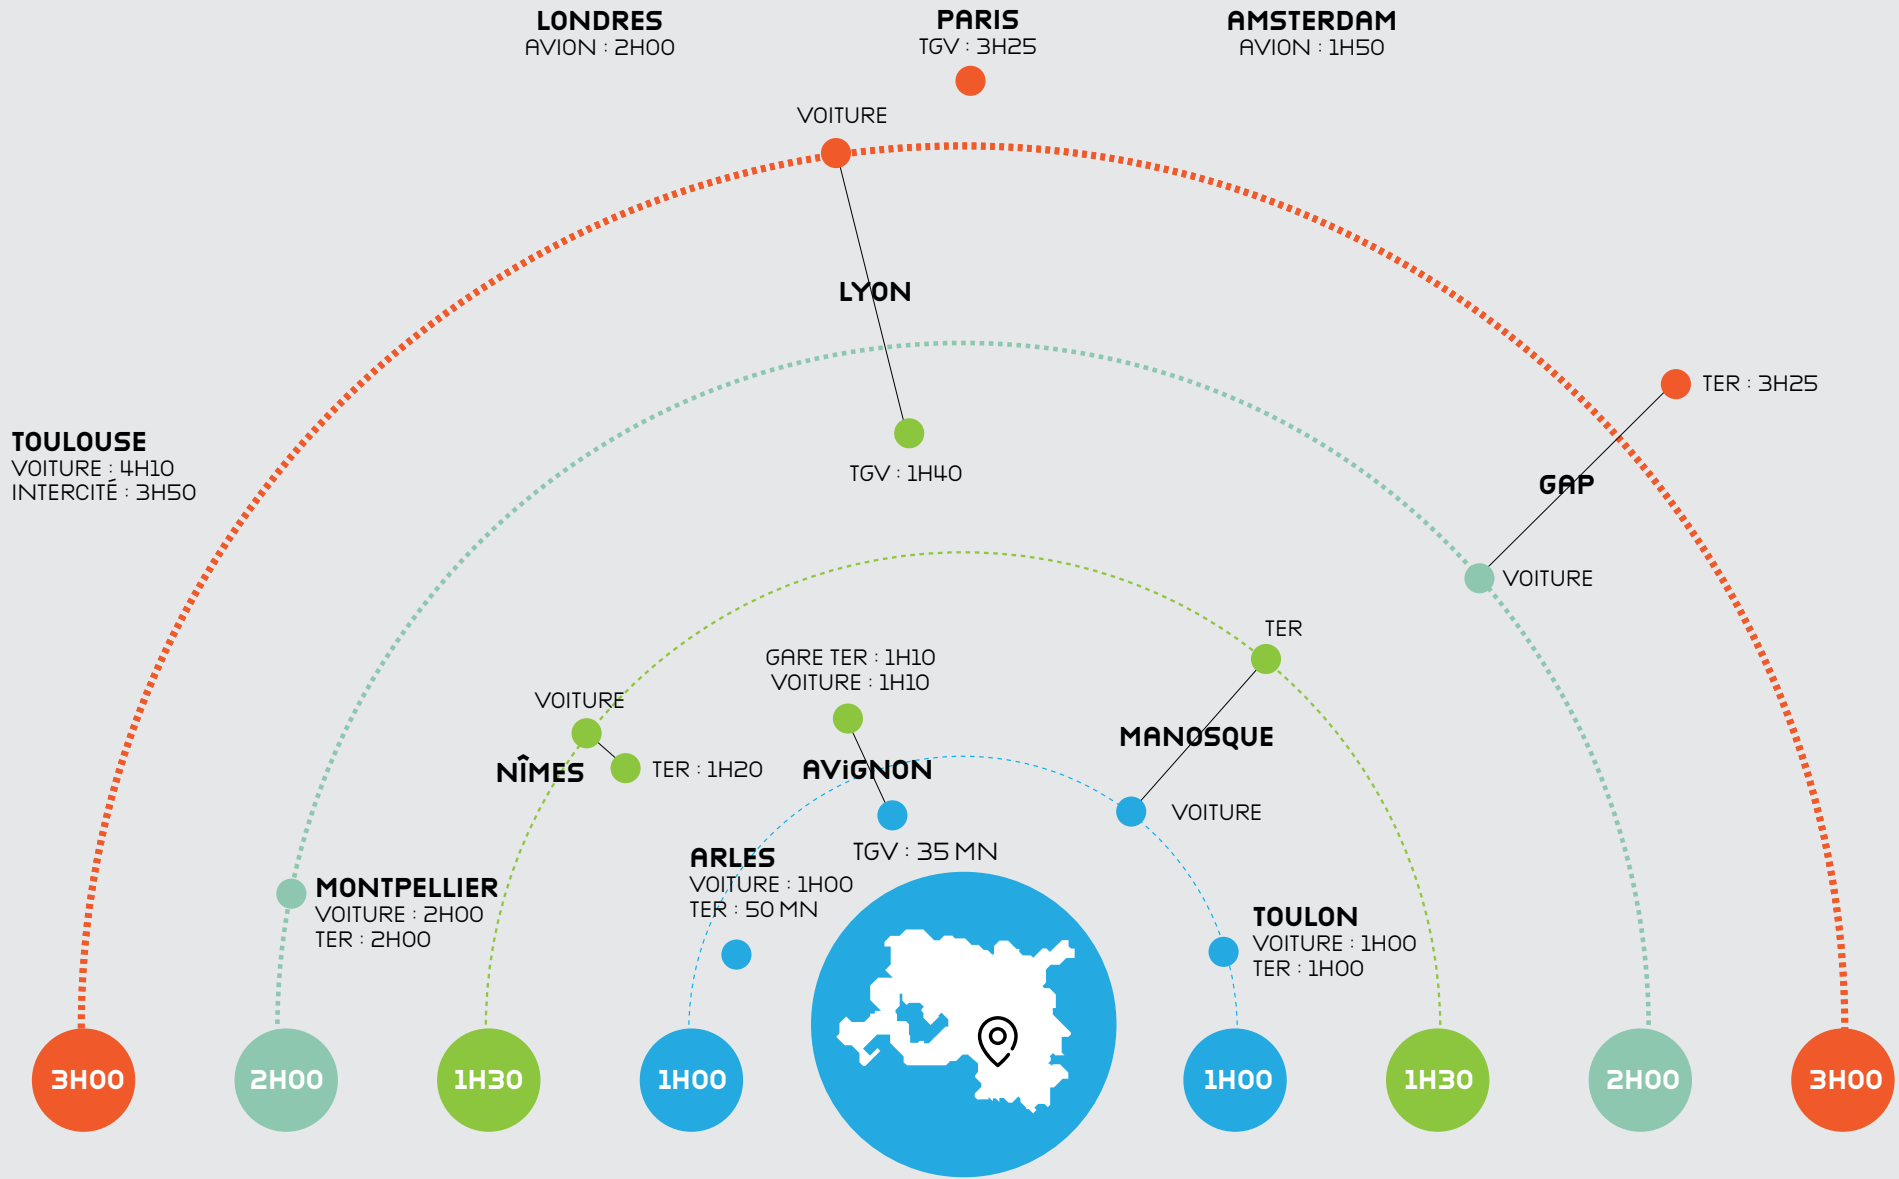 LONDRES
AVION : 2H00
PARIS
TGV : 3H25
AMSTERDAM
AVION : 1H50
VOITURE
LYON
TGV : 1H40
TER : 3H25
GAP
VOITURE
TOULOUSE
VOITURE : 4H10
INTERCITÉ : 3H50
TER
MANOSQUE
VOITURE
GARE TER : 1H10
VOITURE : 1H10
AViGNON
TGV : 35 MN
VOITURE
NÎMES
TER : 1H20
ARLES
VOITURE : 1H00
TER : 50 MN
MONTPELLIER
VOITURE : 2H00
TER : 2H00
TOULON
VOITURE : 1H00
TER : 1H00
3H00
2H00
1H30
1H00
1H00
1H30
2H00
3H00